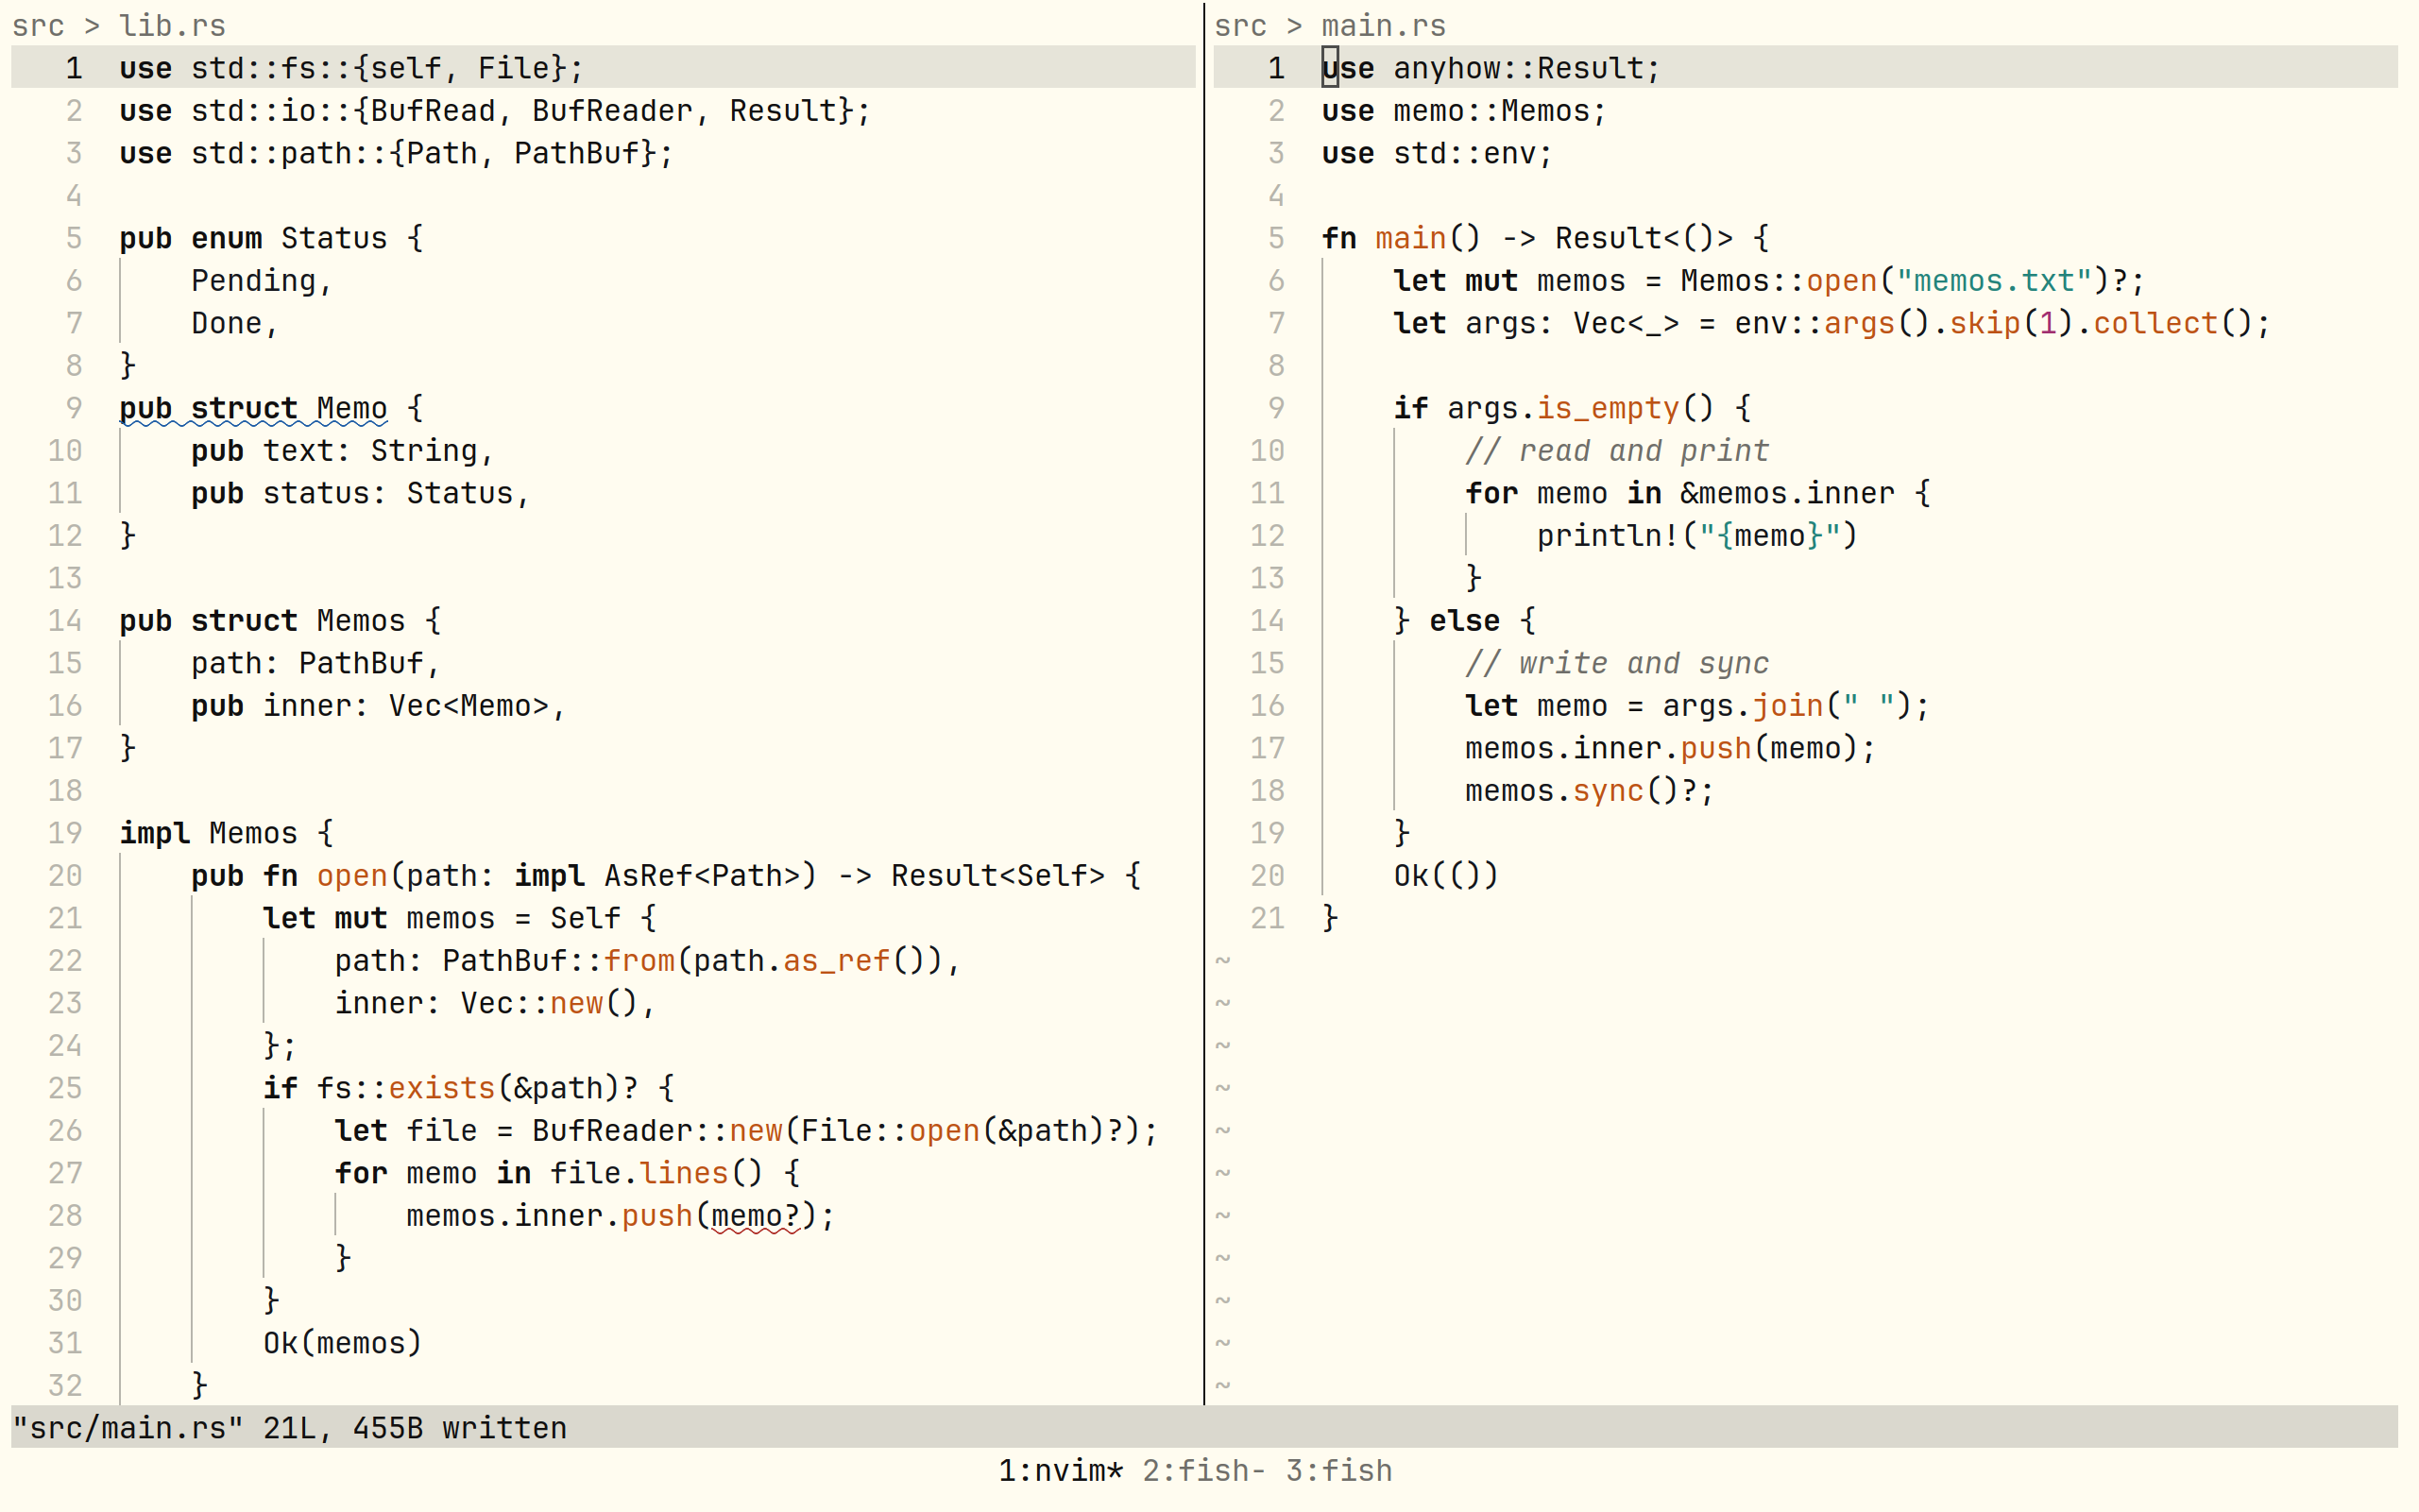 src > lib.rs
1 use std::fs::{self, File};
2 use std::io::{BufRead, BufReader, Result};
3 use std::path::{Path, PathBuf};
4
5 pub enum Status {
6     Pending,
7     Done,
8 }
9 pub struct Memo {
10     pub text: String,
11     pub status: Status,
12 }
13
14 pub struct Memos {
15     path: PathBuf,
16     pub inner: Vec<Memo>,
17 }
18
19 impl Memos {
20     pub fn open(path: impl AsRef<Path>) -> Result<Self> {
21         let mut memos = Self {
22             path: PathBuf::from(path.as_ref()),
23             inner: Vec::new(),
24         };
25         if fs::exists(&path)? {
26             let file = BufReader::new(File::open(&path)?);
27             for memo in file.lines() {
28                 memos.inner.push(memo?);
29             }
30         }
31         Ok(memos)
32     }
src > main.rs
1 use anyhow::Result;
2 use memo::Memos;
3 use std::env;
4
5 fn main() -> Result<()> {
6     let mut memos = Memos::open("memos.txt")?;
7     let args: Vec<_> = env::args().skip(1).collect();
8
9     if args.is_empty() {
10         // read and print
11         for memo in &memos.inner {
12             println!("{memo}")
13         }
14     } else {
15         // write and sync
16         let memo = args.join(" ");
17         memos.inner.push(memo);
18         memos.sync()?;
19     }
20     Ok(())
21 }
~
~
~
~
~
~
~
~
~
~
~
"src/main.rs" 21L, 455B written
1:nvim* 2:fish- 3:fish